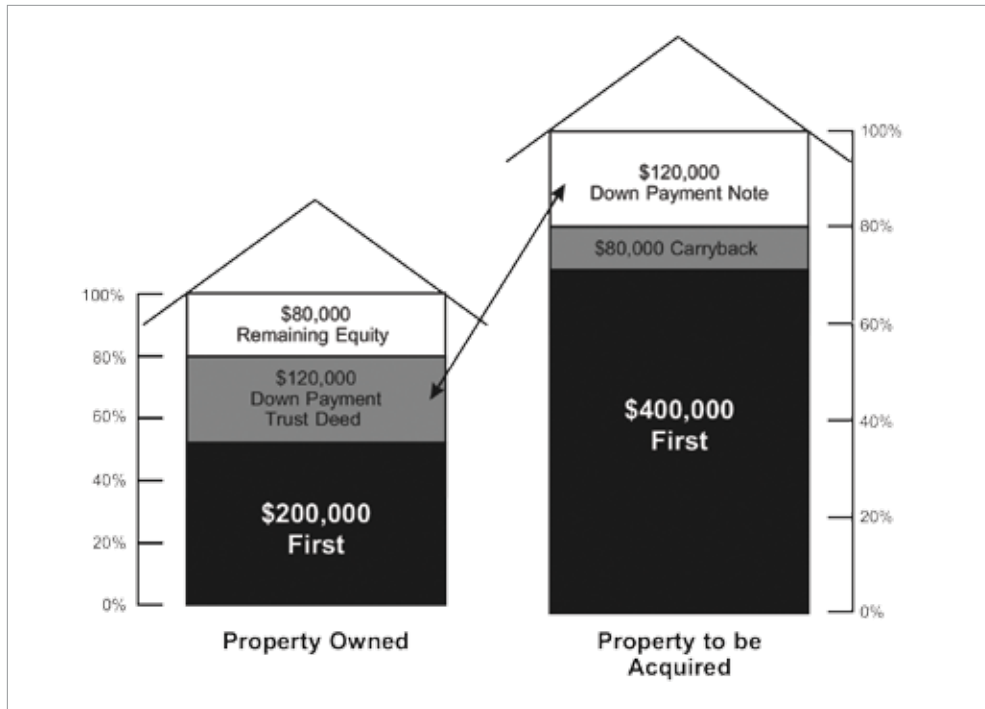 100%
80%
60%
40%
20%
0%
$80,000
Remaining Equity
$120,000
Down Payment
Trust Deed
$200,000
First
Property Owned
$120,000
Down Payment Note
$80,000 Carryback
$400,000
First
Property to be
Acquired
100%
80%
60%
40%
20%
0%